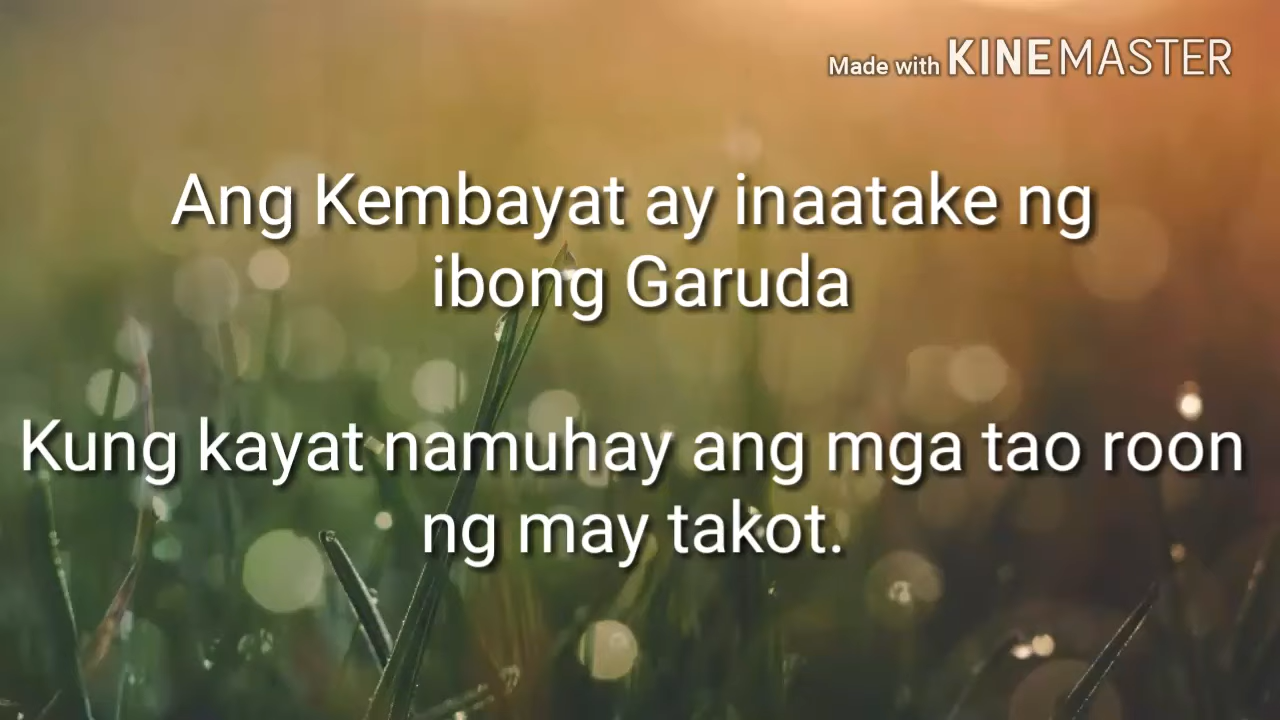 Made with KINEMASTER
Ang Kembayat ay inaatake ng
ibong Garuda
Kung kayat namuhay ang mga tao roon
ng may takot.